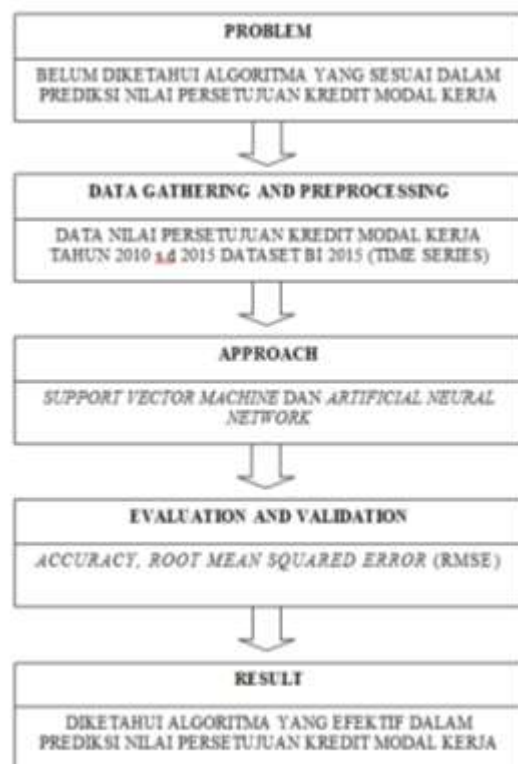 PROBLEM
BELUM DIKETAHUI ALGORITMA YANG SESUAI DALAM
PREDIKSI NILAI PERSETUJUAN KREDIT MODAL KERJA
DATA GATHERING AND PREPROCESSING
DATA NILAI PERSETUJUAN KREDIT MODAL KERJA
TAHUN 2010 s.d 2015 DATASET BI 2015 (TIME SERIES)
APPROACH
SUPPORT VECTOR MACHINE DAN ARTIFICIAL NEURAL
NETWORK
EVALUATION AND VALIDATION
ACCURACY, ROOT MEAN SQUARED ERROR (RMSE)
RESULT
DIKETAHUI ALGORITMA YANG EFEKTIF DALAM
PREDIKSI NILAI PERSETUJUAN KREDIT MODAL KERJA